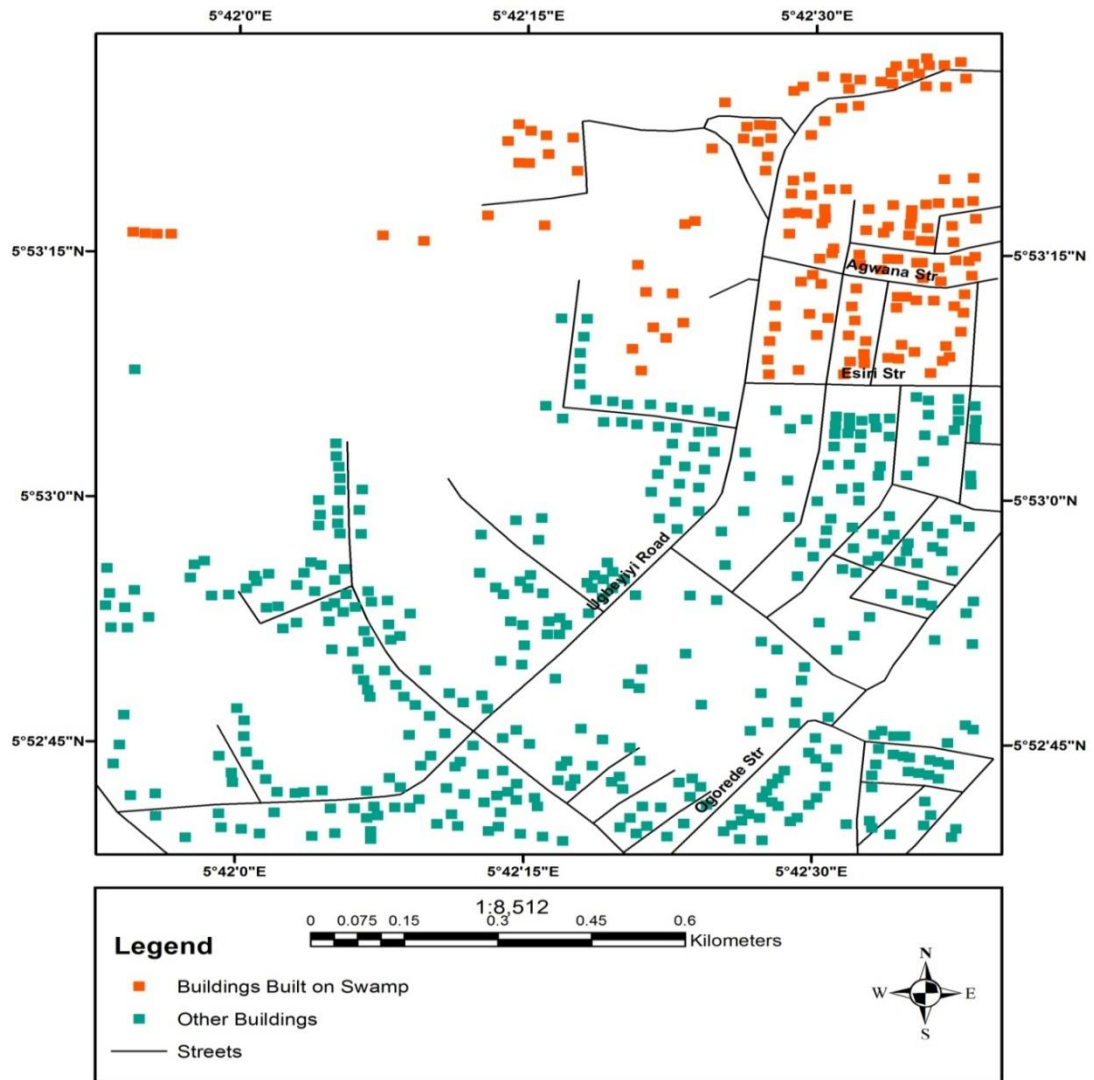 5°42'0"E 5°42'15"E 5°42'30"E
5°53'15"N 5°53'15"N
Agwana Str
Esiri Str
5°53'0"N 5°53'0"N
Ugbeyiyi Road
5°52'45"N 5°52'45"N
Ogorede Str
5°42'0"E 5°42'15"E 5°42'30"E
1:8,512
0 0.075 0.15 0.3 0.45 0.6
Kilometers
Legend
Buildings Built on Swamp
Other Buildings
Streets
N
W E
S